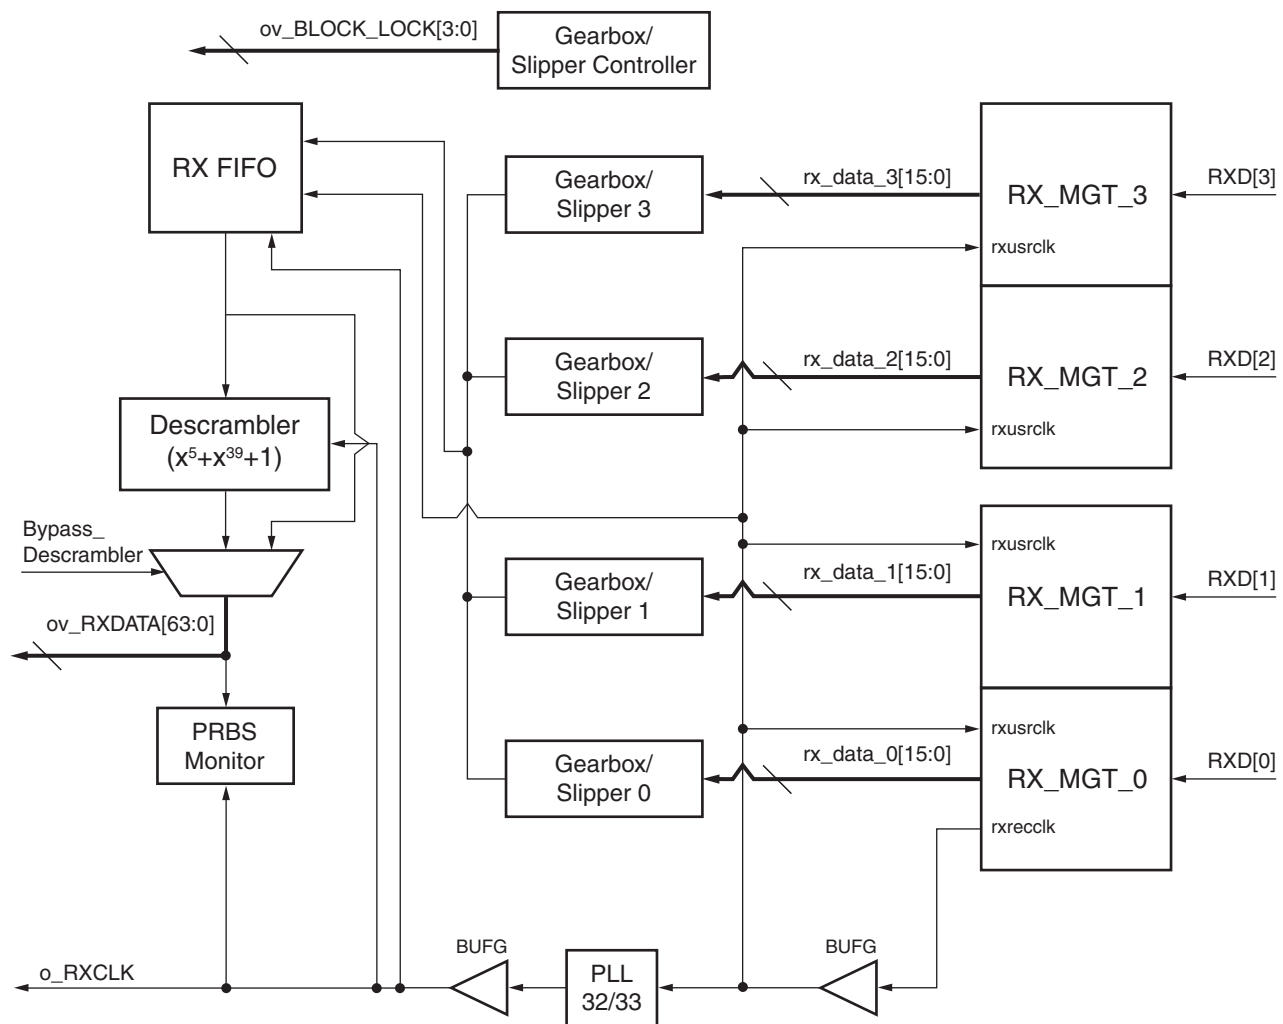 ov_BLOCK_LOCK[3:0]
Gearbox/
Slipper Controller
RX FIFO
Gearbox/
Slipper 3
rx_data_3[15:0]
RX_MGT_3
RXD[3]
rxusrclk
Gearbox/
Slipper 2
rx_data_2[15:0]
RX_MGT_2
RXD[2]
rxusrclk
Descrambler
(x⁵+x³⁹+1)
Bypass_
Descrambler
rxusrclk
Gearbox/
Slipper 1
rx_data_1[15:0]
RX_MGT_1
RXD[1]
ov_RXDATA[63:0]
PRBS
Monitor
rxusrclk
Gearbox/
Slipper 0
rx_data_0[15:0]
RX_MGT_0
RXD[0]
rxrecclk
o_RXCLK
BUFG
PLL
32/33
BUFG